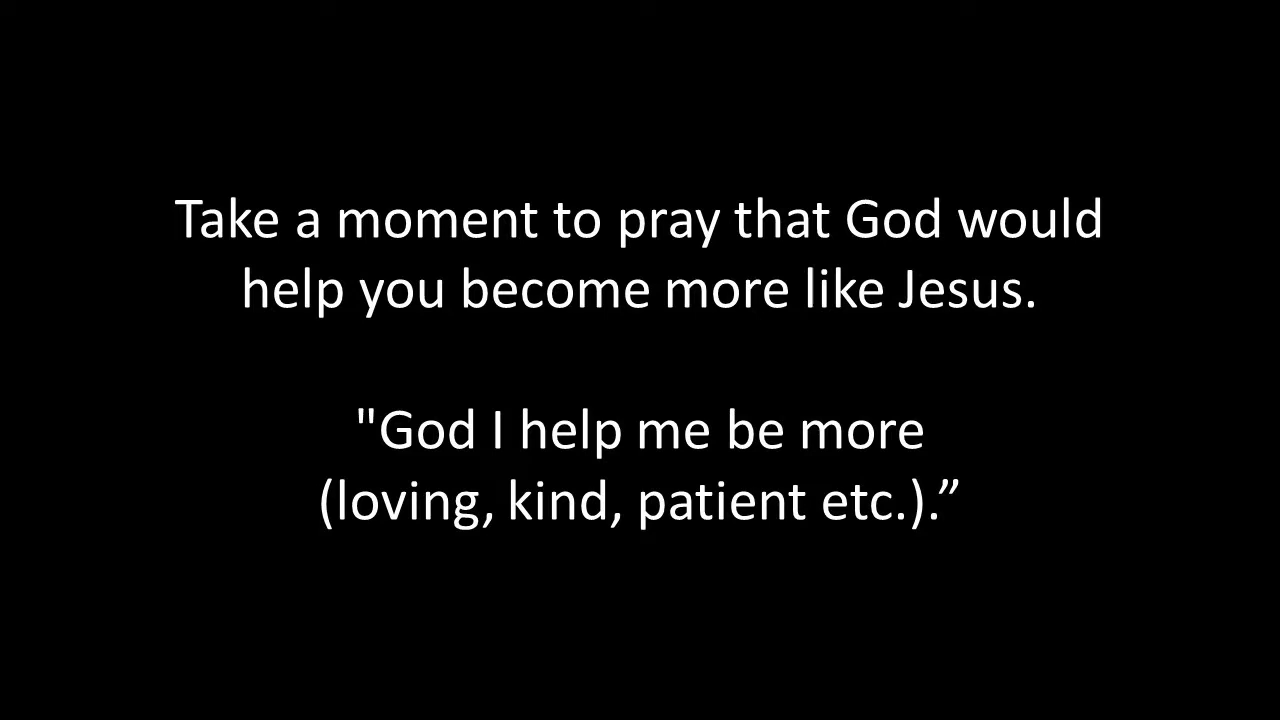 Take a moment to pray that God would
help you become more like Jesus.
"God I help me be more
(loving, kind, patient etc.).”